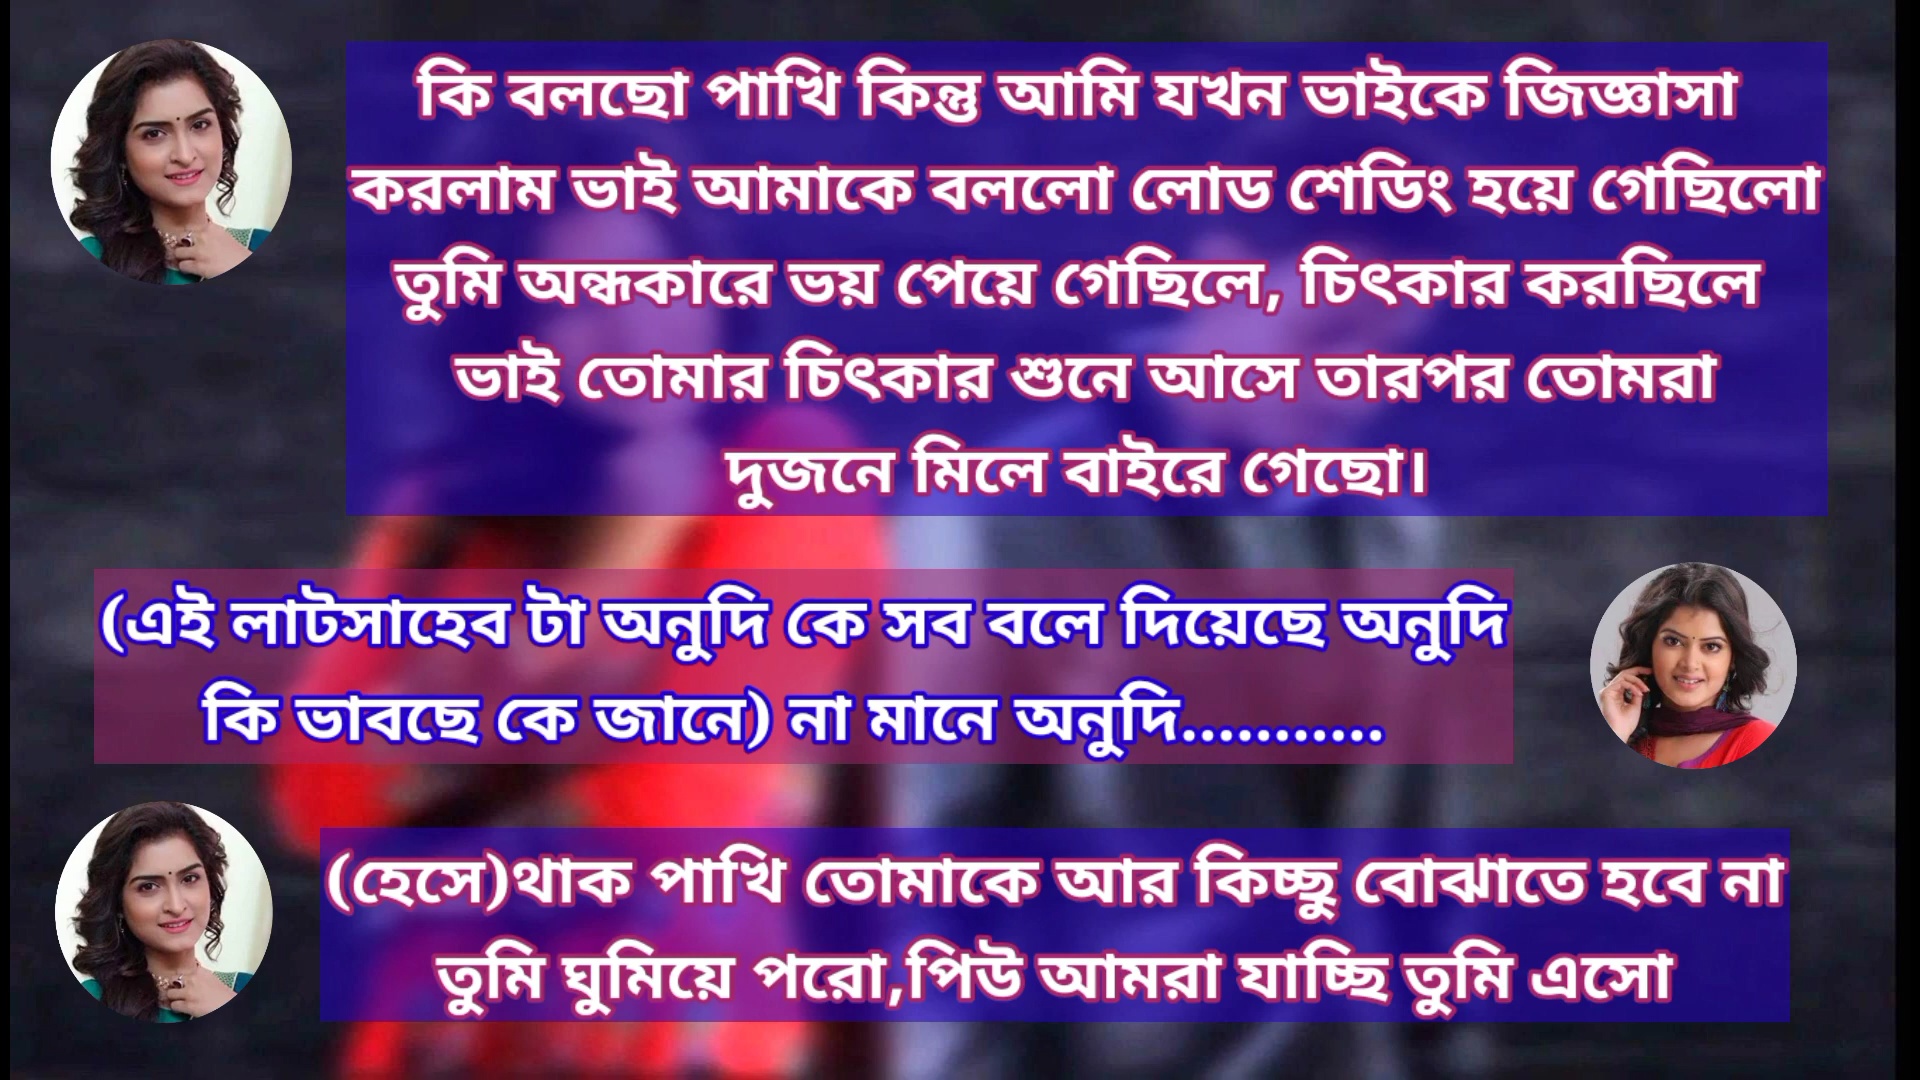 কি বলছো পাখি কিন্তু আমি যখন ভাইকে জিজ্ঞাসা
করলাম ভাই আমাকে বললো লোড শেডিং হয়ে গেছিলো
তুমি অন্ধকারে ভয় পেয়ে গেছিলে, চিৎকার করছিলে
ভাই তোমার চিৎকার শুনে আসে তারপর তোমরা
দুজনে মিলে বাইরে গেছো।
(এই লাটসাহেব টা অনুদি কে সব বলে দিয়েছে অনুদি
কি ভাবছে কে জানে) না মানে অনুদি...........
(হেসে)থাক পাখি তোমাকে আর কিচ্ছু বোঝাতে হবে না
তুমি ঘুমিয়ে পরো,পিউ আমরা যাচ্ছি তুমি এসো